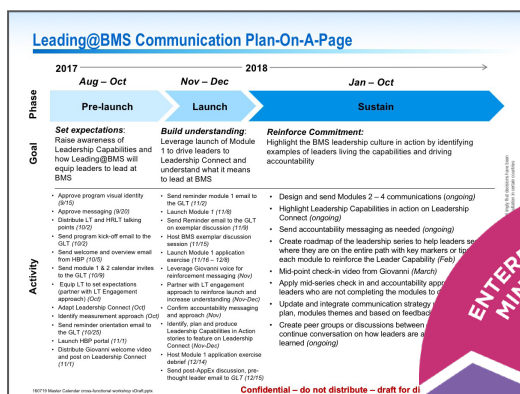 Leading@BMS Communication Plan-On-A-Page
2017
2018
Aug – Oct
Nov – Dec
Jan – Oct
Phase
Pre-launch
Launch
Sustain
Goal
Set expectations:
Raise awareness of
Leadership Capabilities and
how Leading@BMS will
equip leaders to lead at
BMS
Build understanding:
Leverage launch of Module
1 to drive leaders to
Leadership Connect and
understand what it means
to lead at BMS
Reinforce Commitment:
Highlight the BMS leadership culture in action by identifying
examples of leaders living the capabilities and driving
accountability
Activity
• Approve program visual identity
(9/15)
• Approve messaging (9/20)
• Distribute LT and HRLT talking
points (10/2)
• Send program kick-off email to the
GLT (10/2)
• Send welcome and overview email
from HBP (10/5)
• Send module 1 & 2 calendar invites
to the GLT (10/9)
• Equip LT to set expectations
(partner with LT Engagement
approach) (Oct)
• Adapt Leadership Connect (Oct)
• Identify measurement approach (Oct)
• Send reminder orientation email to
the GLT (10/25)
• Launch HBP portal (11/1)
• Distribute Giovanni welcome video
and post on Leadership Connect
(11/1)
• Send reminder module 1 email to the
GLT (11/2)
• Launch Module 1 (11/8)
• Send Reminder email to the GLT
on exemplar discussion (11/9)
• Host BMS exemplar discussion
session (11/15)
• Launch Module 1 application
exercise (11/16 – 12/8)
• Leverage Giovanni voice for
reinforcement messaging (Nov)
• Partner with LT engagement
approach to reinforce launch and
increase understanding (Nov-Dec)
• Confirm accountability messaging
and approach (Nov)
• Identify, plan and produce
Leadership Capabilities in Action
stories to feature on Leadership
Connect (Nov-Dec)
• Host Module 1 application exercise
debrief (12/14)
• Send post-AppEx discussion, pre-
thought leader email to GLT (12/15)
• Design and send Modules 2 – 4 communications (ongoing)
• Highlight Leadership Capabilities in action on Leadership
Connect (ongoing)
• Send accountability messaging as needed (ongoing)
• Create roadmap of the leadership series to help leaders se
where they are on the entire path with key markers or tip
each module to reinforce the Leader Capability (Feb)
• Mid-point check-in video from Giovanni (March)
• Apply mid-series check in and accountability app
leaders who are not completing the modules to d
• Update and integrate communication strategy
plan, modules themes and based on feedbac
• Create peer groups or discussions between
continue conversation on how leaders are a
learned (ongoing)
ENTER
MIN
Confidential – do not distribute – draft for di